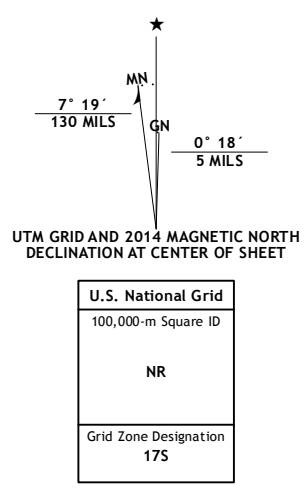 ★
MN
7° 19´
130 MILS
GN
0° 18´
5 MILS
UTM GRID AND 2014 MAGNETIC NORTH
DECLINATION AT CENTER OF SHEET
U.S. National Grid
100,000-m Square ID
NR
Grid Zone Designation
17S